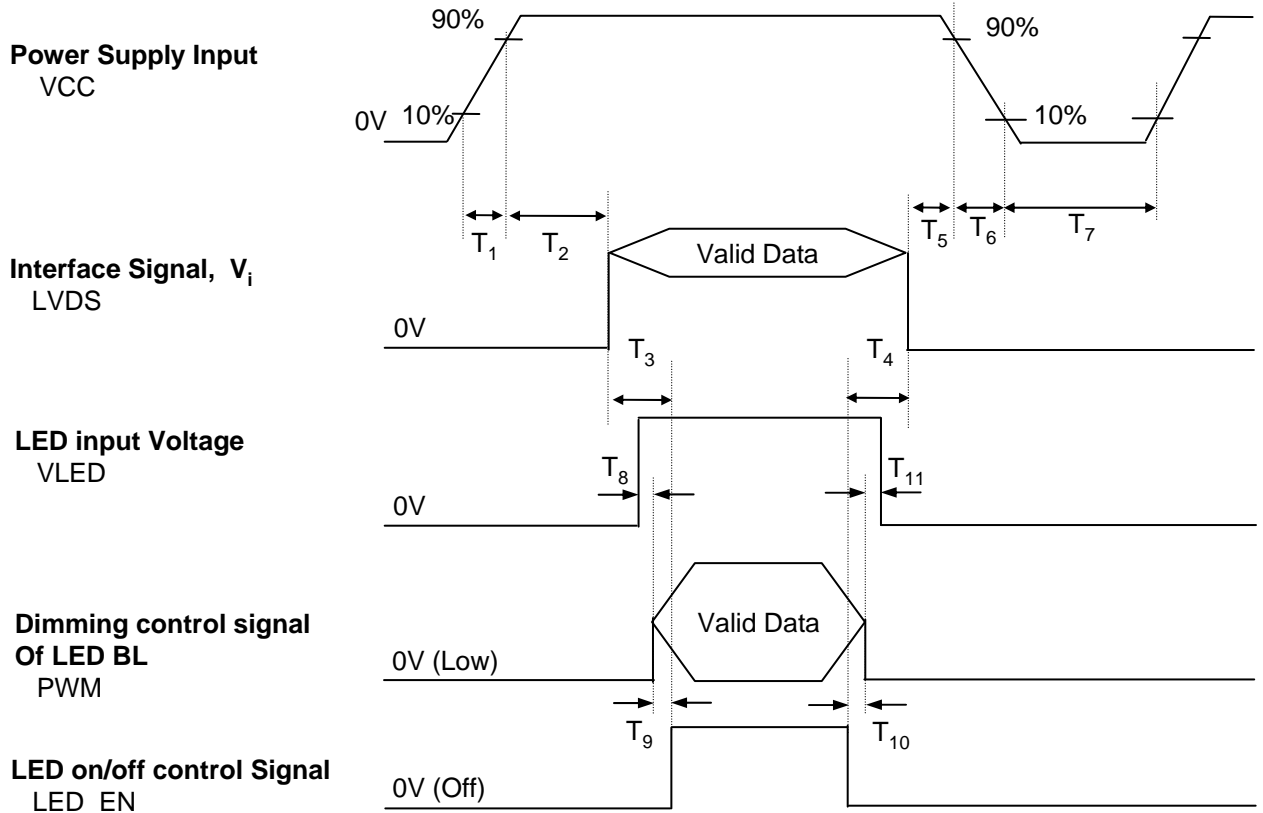 90%
90%
Power Supply Input
VCC
0V
10%
10%
T1
T2
T5
T6
T7
Valid Data
Interface Signal, Vi
LVDS
0V
T3
T4
LED input Voltage
VLED
T8
T11
0V
Dimming control signal
Of LED BL
PWM
Valid Data
0V (Low)
T9
T10
LED on/off control Signal
LED EN
0V (Off)